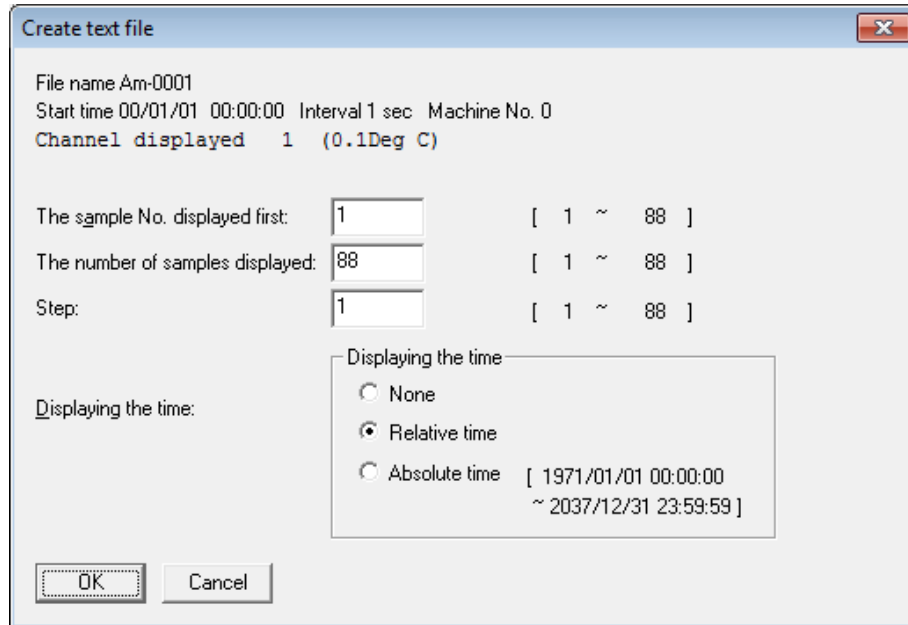 Create text file
File name Am-0001
Start time 00/01/01 00:00:00 Interval 1 sec Machine No. 0
Channel displayed 1 (0.1Deg C)
The sample No. displayed first: 1 [ 1 ~ 88 ]
The number of samples displayed: 88 [ 1 ~ 88 ]
Step: 1 [ 1 ~ 88 ]
Displaying the time
None
Displaying the time:
Relative time
Absolute time [ 1971/01/01 00:00:00
~ 2037/12/31 23:59:59 ]
OK Cancel